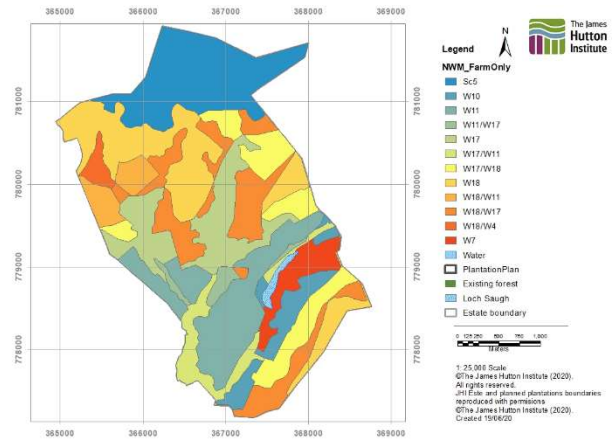 365000 366000 367000 368000 369000
781000 780000 779000 778000
781000 780000 779000 778000
365000 366000 367000 368000 369000
N
The James
Hutton
Institute
Legend
NWM_FarmOnly
Sc5
W10
W11
W11/W17
W17
W17/W11
W17/W18
W18
W18/W11
W18/W17
W18/W4
W7
Water
PlantationPlan
Existing forest
Loch Saugh
Estate boundary
0 125 250 500 750 1,000
Meters
1: 25,000 Scale
©The James Hutton Institute (2020).
All rights reserved.
JHI Este and planned plantations boundaries
reproduced with permisions
©The James Hutton Institute (2020).
Created 19/06/20